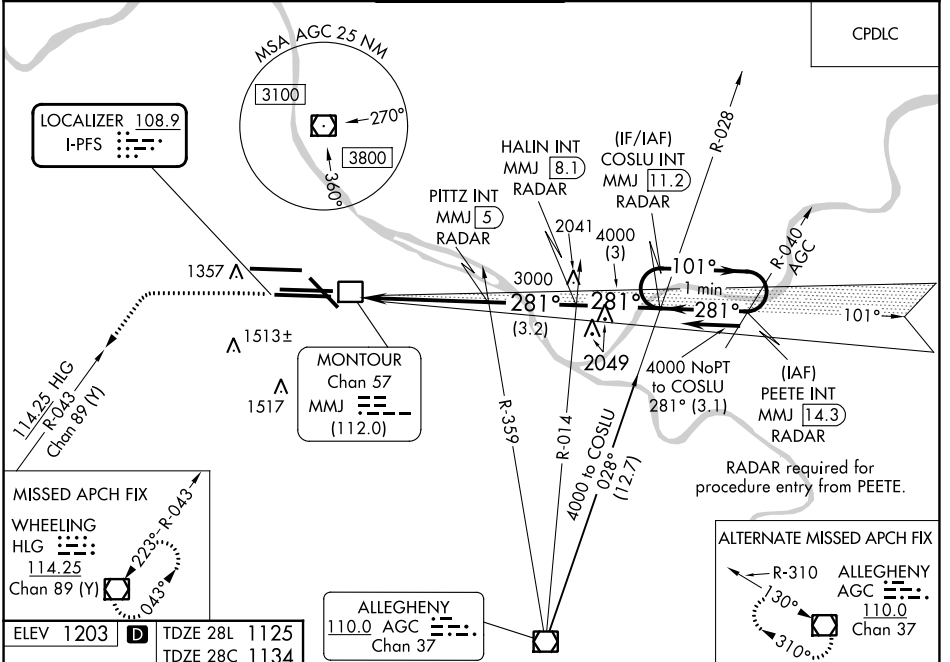 MSA AGC 25 NM
3100
270°
3800
360°
CPDLC
LOCALIZER 108.9
I-PFS
PITTZ INT
MMJ 5
RADAR
HALIN INT
MMJ 8.1
RADAR
(IF/IAF)
COSLU INT
MMJ 11.2
RADAR
R-028
R-040
AGC
2041
4000
(3)
1357
3000
101°
1 min
281°
281°
281°
101°
(3.2)
1513±
1517
2049
4000 NoPT
to COSLU
281° (3.1)
(IAF)
PEETE INT
MMJ 14.3
RADAR
MONTOUR
Chan 57
MMJ
(112.0)
114.25 HLG
R-043
Chan 89 (Y)
R-359
R-014
4000 to COSLU
028°
(12.7)
RADAR required for
procedure entry from PEETE.
MISSED APCH FIX
WHEELING
HLG
114.25
Chan 89 (Y)
R-043
223°
043°
ALTERNATE MISSED APCH FIX
R-310
130°
310°
ALLEGHENY
AGC
110.0
Chan 37
ALLEGHENY
110.0 AGC
Chan 37
ELEV 1203 D TDZE 28L 1125
TDZE 28C 1134